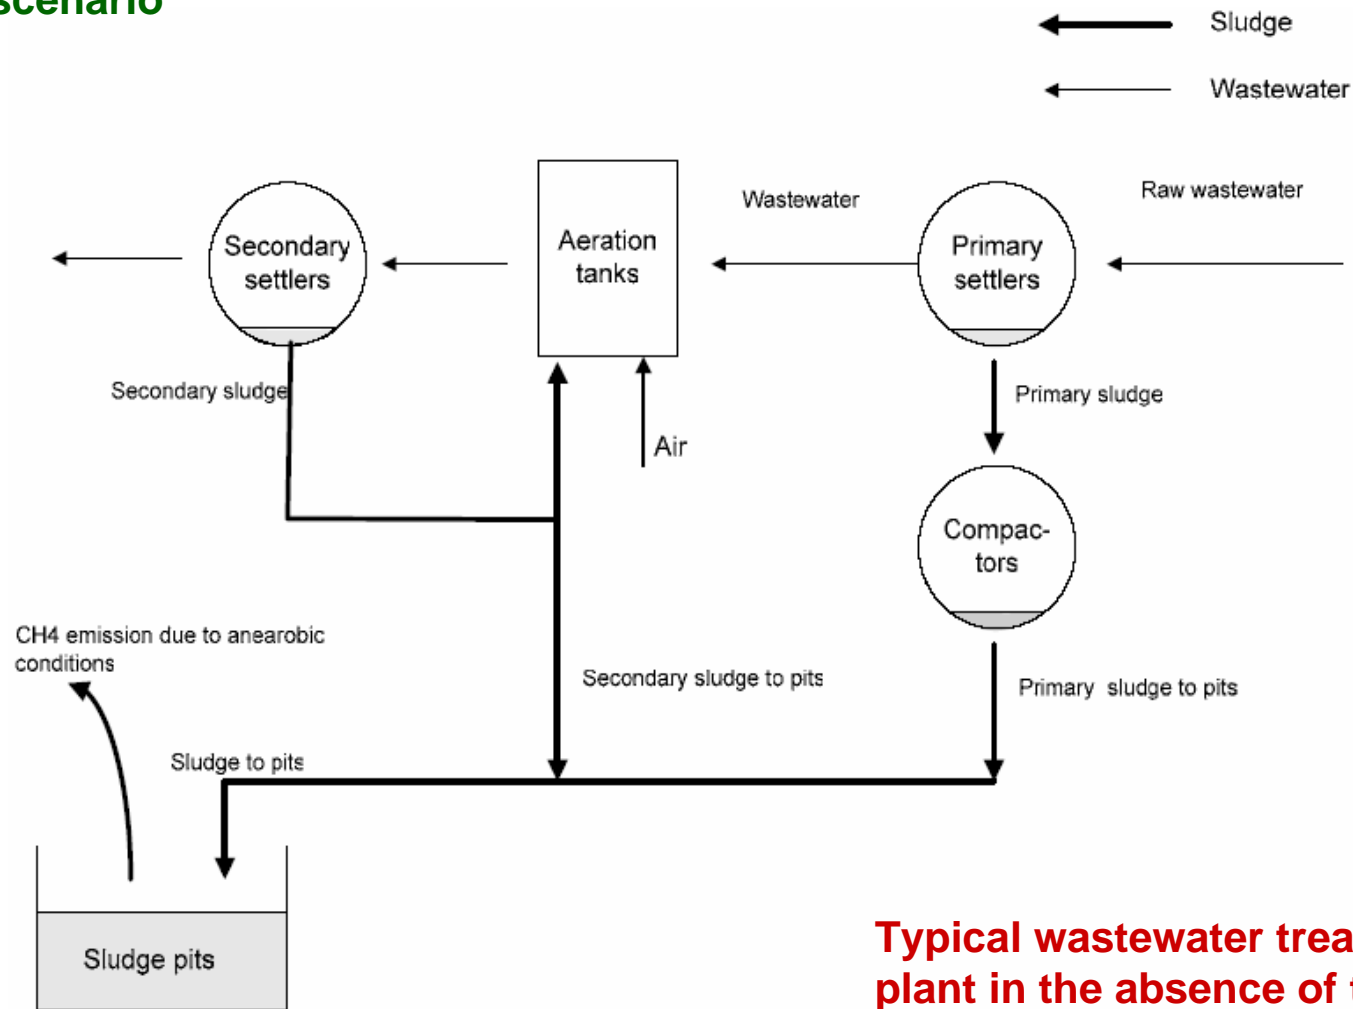 scenario
Sludge
Wastewater
Raw wastewater
Wastewater
Primary
settlers
Aeration
tanks
Secondary
settlers
Secondary sludge
Air
Primary sludge
Compac-
tors
CH4 emission due to anearobic
conditions
Secondary sludge to pits
Primary sludge to pits
Sludge to pits
Sludge pits
Typical wastewater trea
plant in the absence of t